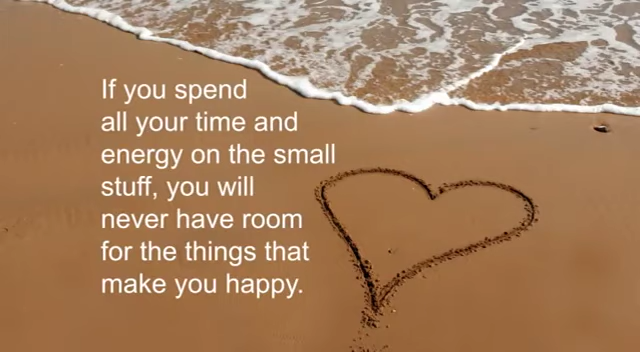 If you spend
all your time and
energy on the small
stuff, you will
never have room
for the things that
make you happy.